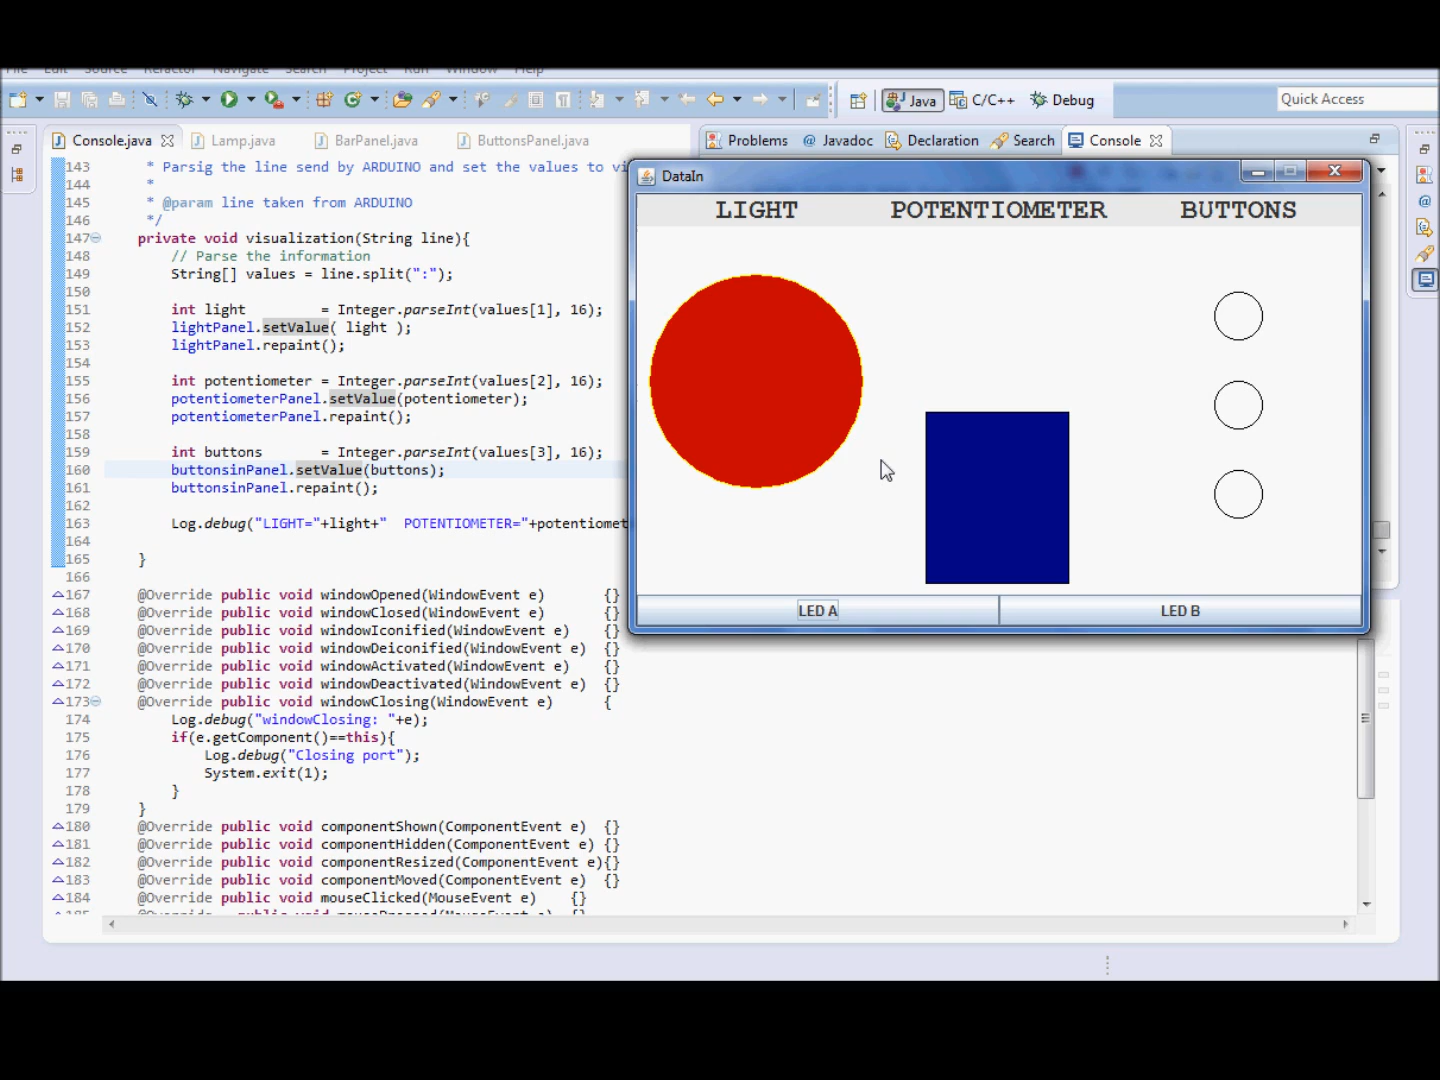 File Edit Source Refactor Navigate Search Project Run Window Help
Java C/C++ Debug Quick Access
Console.java Lamp.java BarPanel.java ButtonsPanel.java
Problems @ Javadoc Declaration Search Console
143 * Parsig the line send by ARDUINO and set the values to vi
144 *
145 * @param line taken from ARDUINO
146 */
147 private void visualization(String line){
148 // Parse the information
149 String[] values = line.split(":");
150
151 int light = Integer.parseInt(values[1], 16);
152 lightPanel.setValue( light );
153 lightPanel.repaint();
154
155 int potentiometer = Integer.parseInt(values[2], 16);
156 potentiometerPanel.setValue(potentiometer);
157 potentiometerPanel.repaint();
158
159 int buttons = Integer.parseInt(values[3], 16);
160 buttonsinPanel.setValue(buttons);
161 buttonsinPanel.repaint();
162
163 Log.debug("LIGHT="+light+" POTENTIOMETER="+potentiomet
164
165 }
166
167 @Override public void windowOpened(WindowEvent e) {}
168 @Override public void windowClosed(WindowEvent e) {}
169 @Override public void windowIconified(WindowEvent e) {}
170 @Override public void windowDeiconified(WindowEvent e) {}
171 @Override public void windowActivated(WindowEvent e) {}
172 @Override public void windowDeactivated(WindowEvent e) {}
173 @Override public void windowClosing(WindowEvent e) {
174 Log.debug("windowClosing: "+e);
175 if(e.getComponent()==this){
176 Log.debug("Closing port");
177 System.exit(1);
178 }
179 }
180 @Override public void componentShown(ComponentEvent e) {}
181 @Override public void componentHidden(ComponentEvent e) {}
182 @Override public void componentResized(ComponentEvent e){}
183 @Override public void componentMoved(ComponentEvent e) {}
184 @Override public void mouseClicked(MouseEvent e) {}
DataIn
LIGHT POTENTIOMETER BUTTONS
LED A LED B